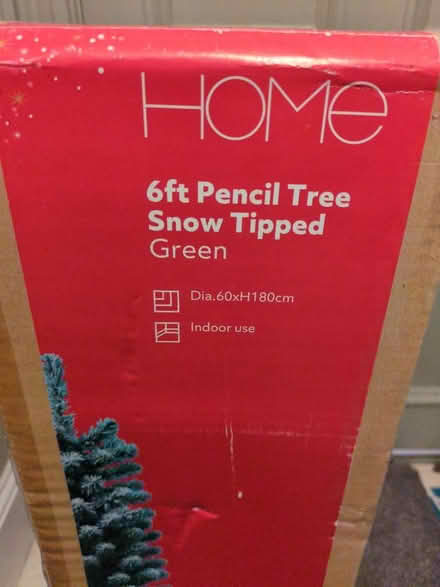 HOME
6ft Pencil Tree
Snow Tipped
Green
Dia.60xH180cm
Indoor use